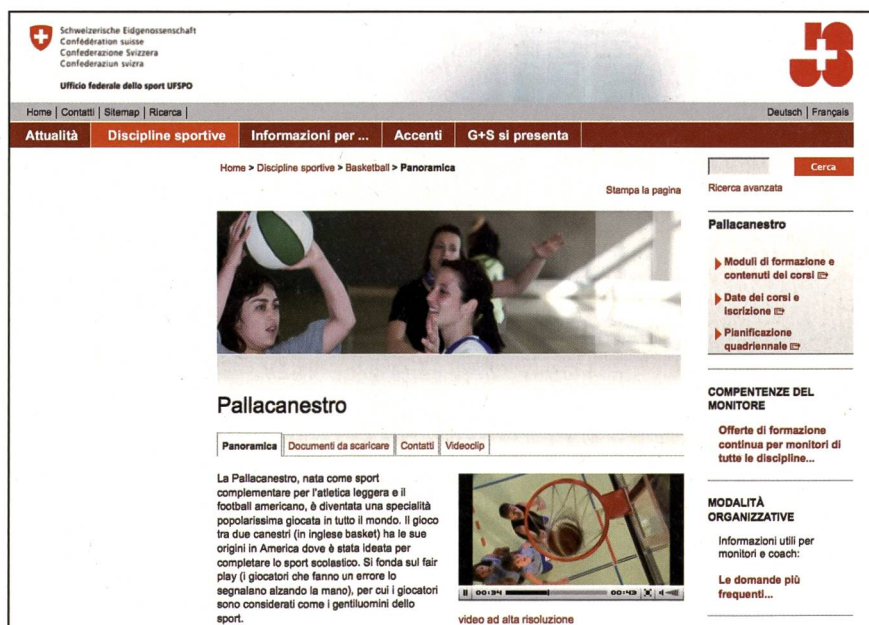 Schweizerische Eidgenossenschaft
Confédération suisse
Confederazione Svizzera
Confederaziun svizra
Ufficio federale dello sport UFSPO
Home | Contatti | Sitemap | Ricerca |
Deutsch | Français
Attualità
Discipline sportive
Informazioni per ...
Accenti
G+S si presenta
Home > Discipline sportive > Basketball > Panoramica
Stampa la pagina
Cerca
Ricerca avanzata
Pallacanestro
Moduli di formazione e
contenuti dei corsi
Date dei corsi e
iscrizione
Pianificazione
quadriennale
COMPENTENZE DEL
MONITORE
Offerte di formazione
continua per monitori di
tutte le discipline...
MODALITÀ
ORGANIZZATIVE
Informazioni utili per
monitori e coach:
Le domande più
frequenti...
Pallacanestro
Panoramica
Documenti da scaricare
Contatti
Videoclip
La Pallacanestro, nata come sport
complementare per l'atletica leggera e il
football americano, è diventata una specialità
popolarissima giocata in tutto il mondo. Il gioco
tra due canestri (in inglese basket) ha le sue
origini in America dove è stata ideata per
completare lo sport scolastico. Si fonda sul fair
play (i giocatori che fanno un errore lo
segnalano alzando la mano), per cui i giocatori
sono considerati come i gentiluomini dello
sport.
00:34
00:43
video ad alta risoluzione